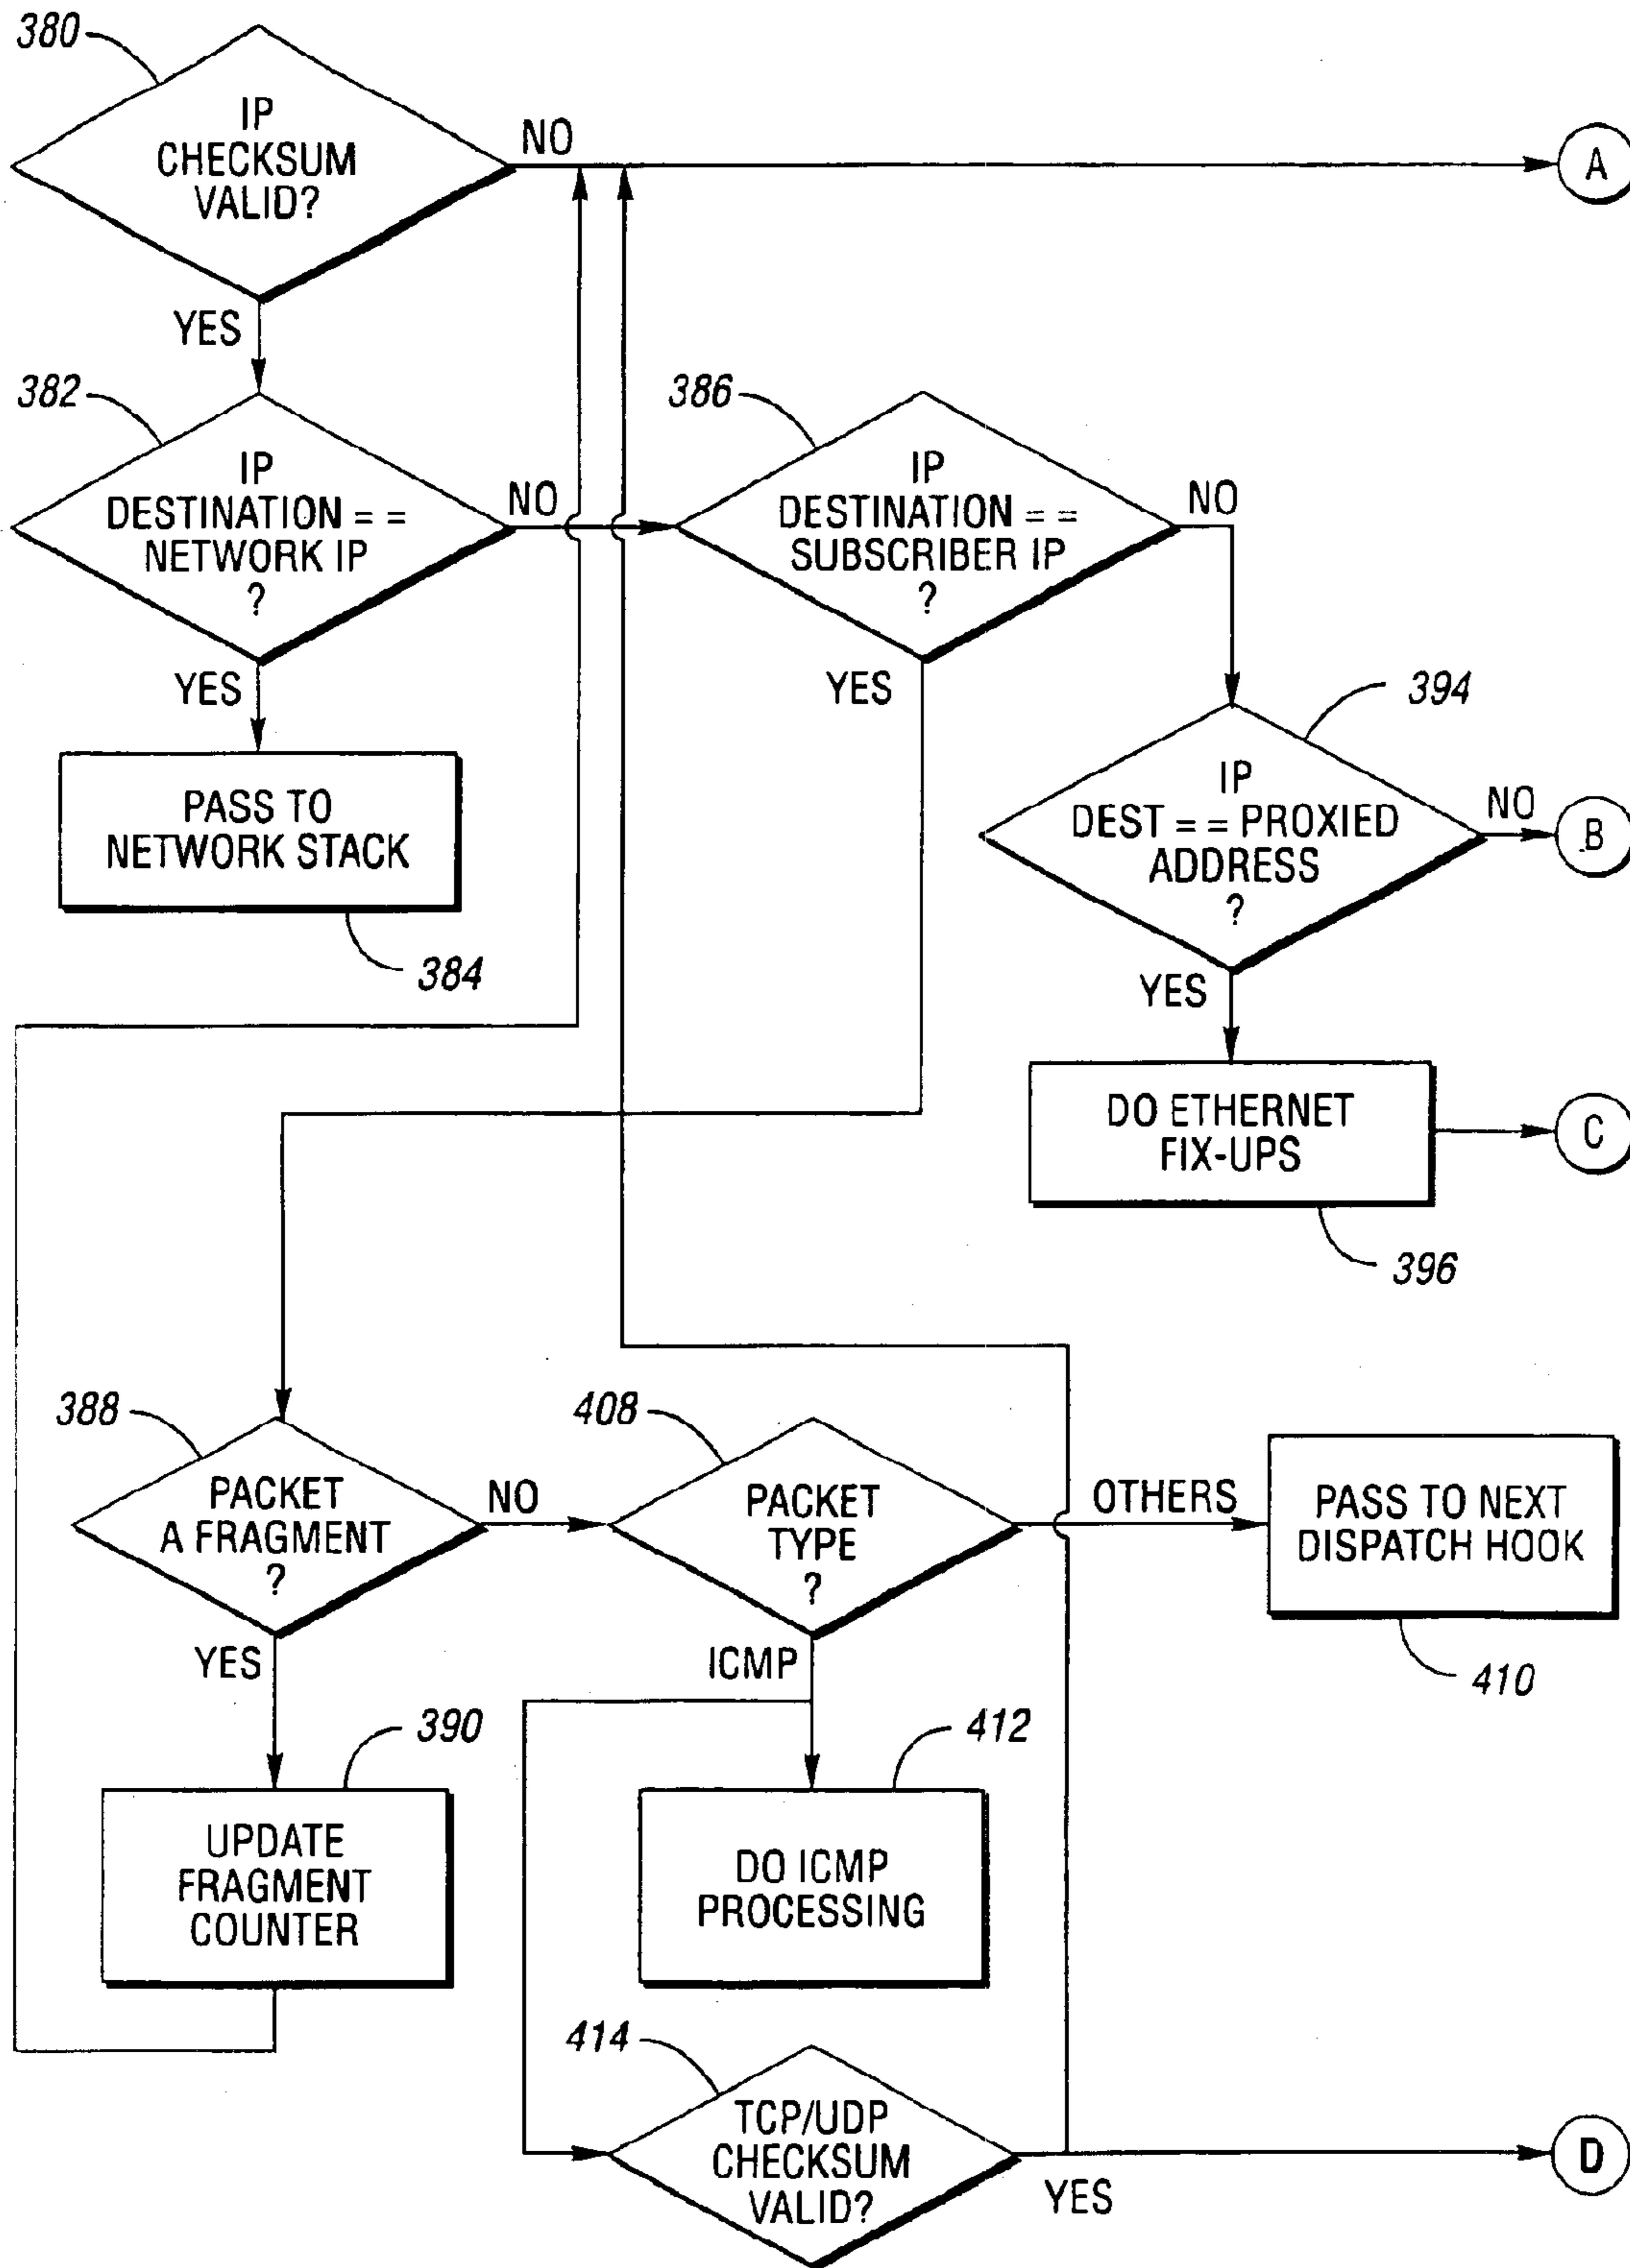 380
IP
CHECKSUM
VALID?
NO
A
YES
382
IP
DESTINATION = =
NETWORK IP
?
NO
386
IP
DESTINATION = =
SUBSCRIBER IP
?
NO
YES
YES
PASS TO
NETWORK STACK
384
394
IP
DEST = = PROXIED
ADDRESS
?
NO
B
YES
DO ETHERNET
FIX-UPS
C
396
388
PACKET
A FRAGMENT
?
NO
408
PACKET
TYPE
?
OTHERS
PASS TO NEXT
DISPATCH HOOK
410
YES
ICMP
390
UPDATE
FRAGMENT
COUNTER
412
DO ICMP
PROCESSING
414
TCP/UDP
CHECKSUM
VALID?
YES
D